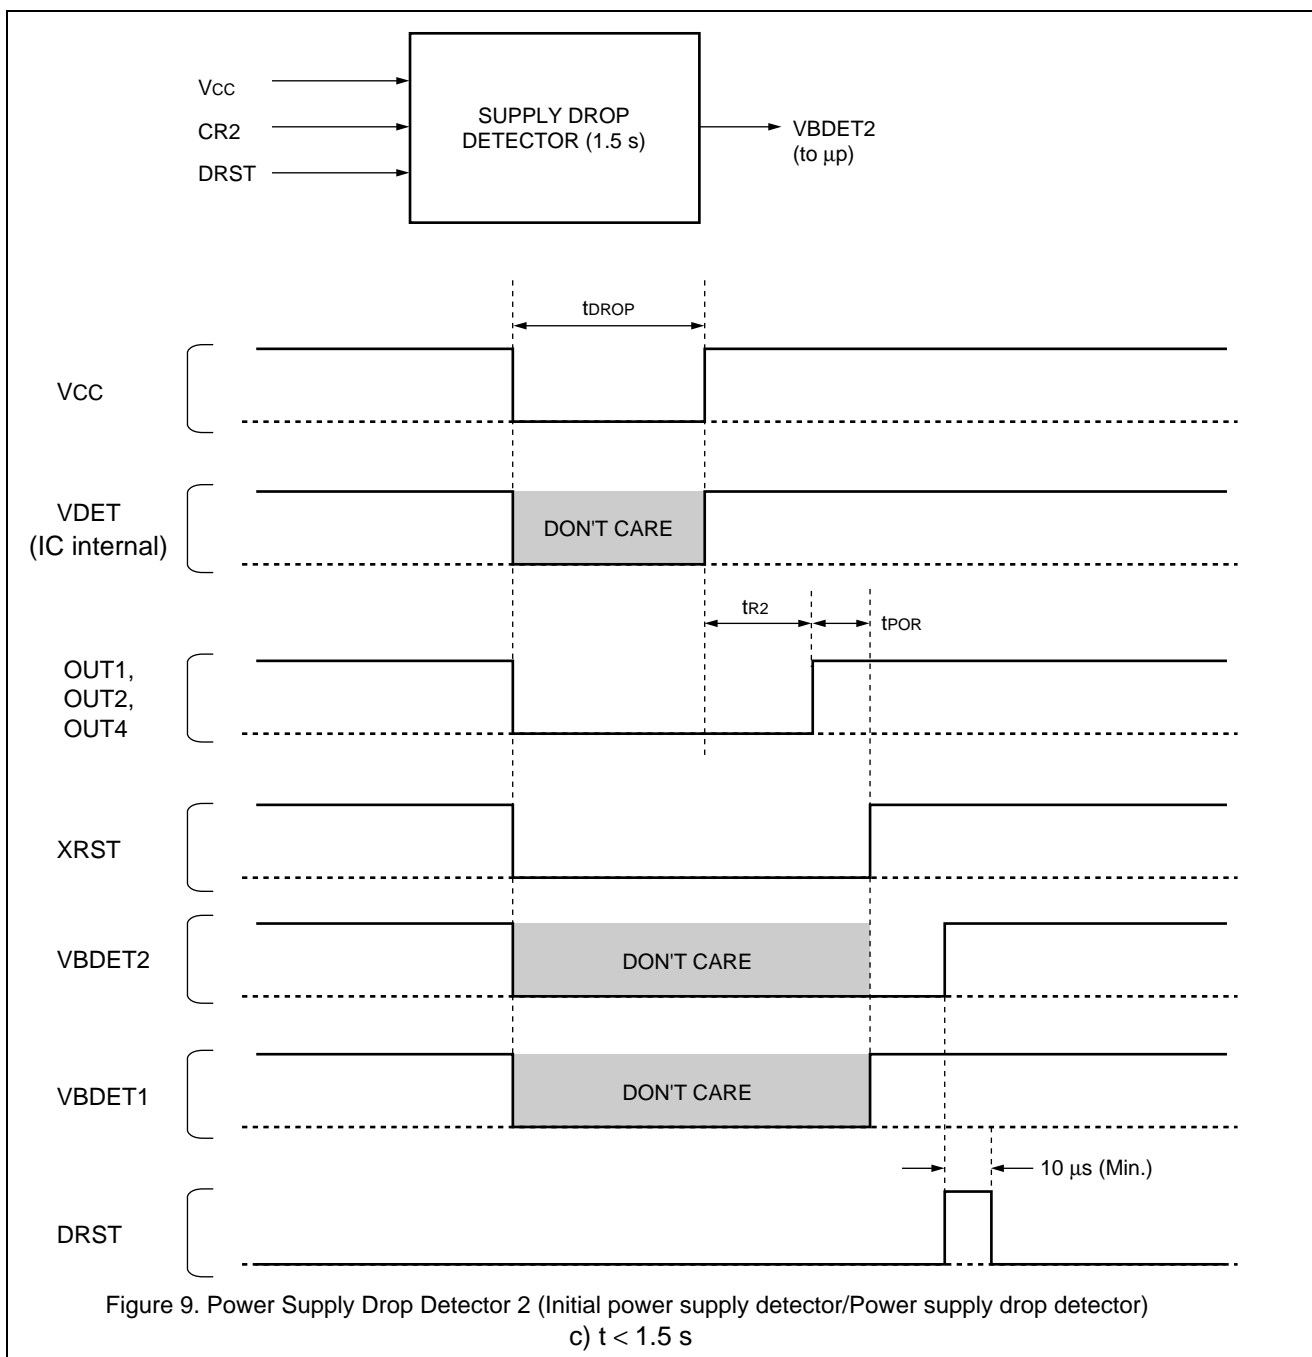 VCC
CR2
DRST
SUPPLY DROP
DETECTOR (1.5 s)
VBDET2
(to μp)
tDROP
VCC
VDET
(IC internal)
DON'T CARE
tR2
tPOR
OUT1,
OUT2,
OUT4
XRST
VBDET2
DON'T CARE
VBDET1
DON'T CARE
10 μs (Min.)
DRST
Figure 9. Power Supply Drop Detector 2 (Initial power supply detector/Power supply drop detector)
c) t < 1.5 s